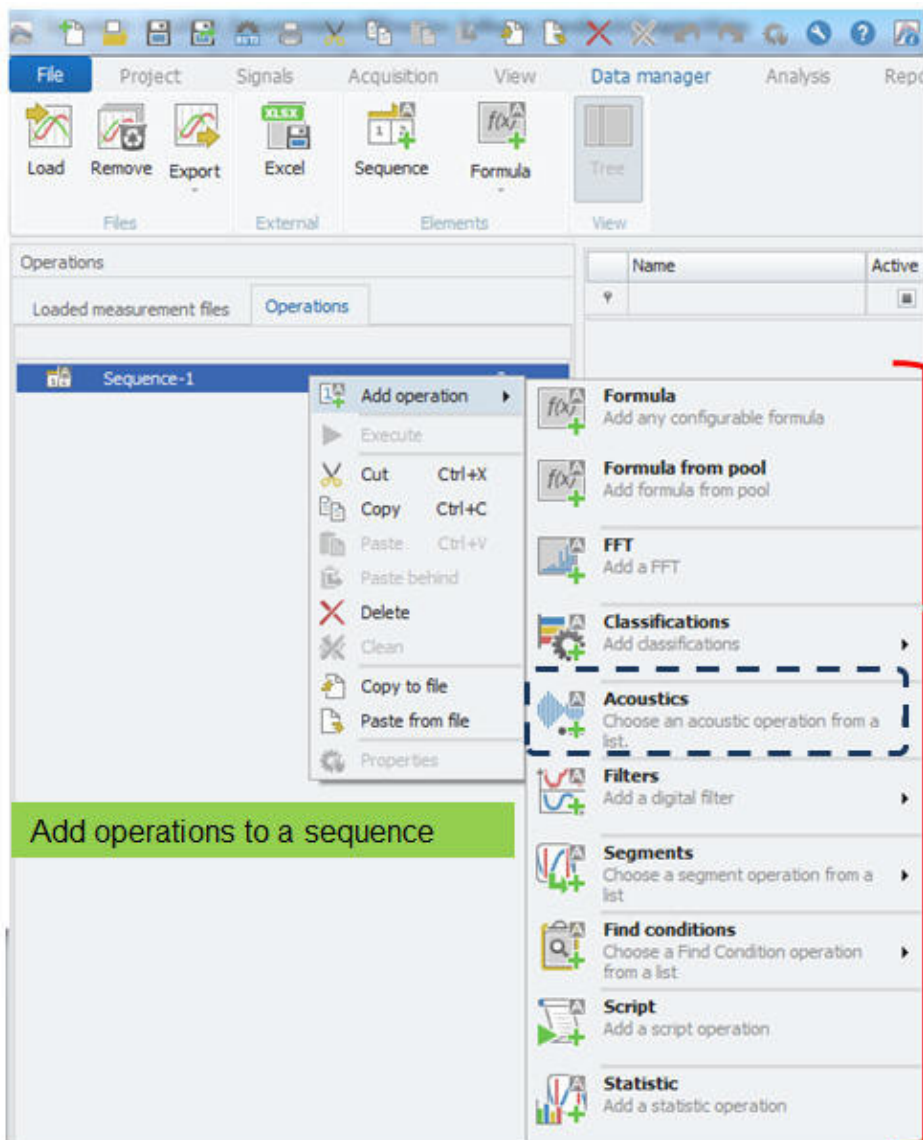 File Project Signals Acquisition View Data manager Analysis Repo
XLSX
f(x)
Load Remove Export Excel Sequence Formula Tree
Files External Elements View
Operations
Name Active
Loaded measurement files Operations
Sequence-1
Add operation
Execute
Cut Ctrl+X
Copy Ctrl+C
Paste Ctrl+V
Paste behind
Delete
Clean
Copy to file
Paste from file
Properties
Formula
Add any configurable formula
Formula from pool
Add formula from pool
FFT
Add a FFT
Classifications
Add classifications
Acoustics
Choose an acoustic operation from a
list.
Filters
Add a digital filter
Segments
Choose a segment operation from a
list
Find conditions
Choose a Find Condition operation
from a list
Script
Add a script operation
Statistic
Add a statistic operation
Add operations to a sequence